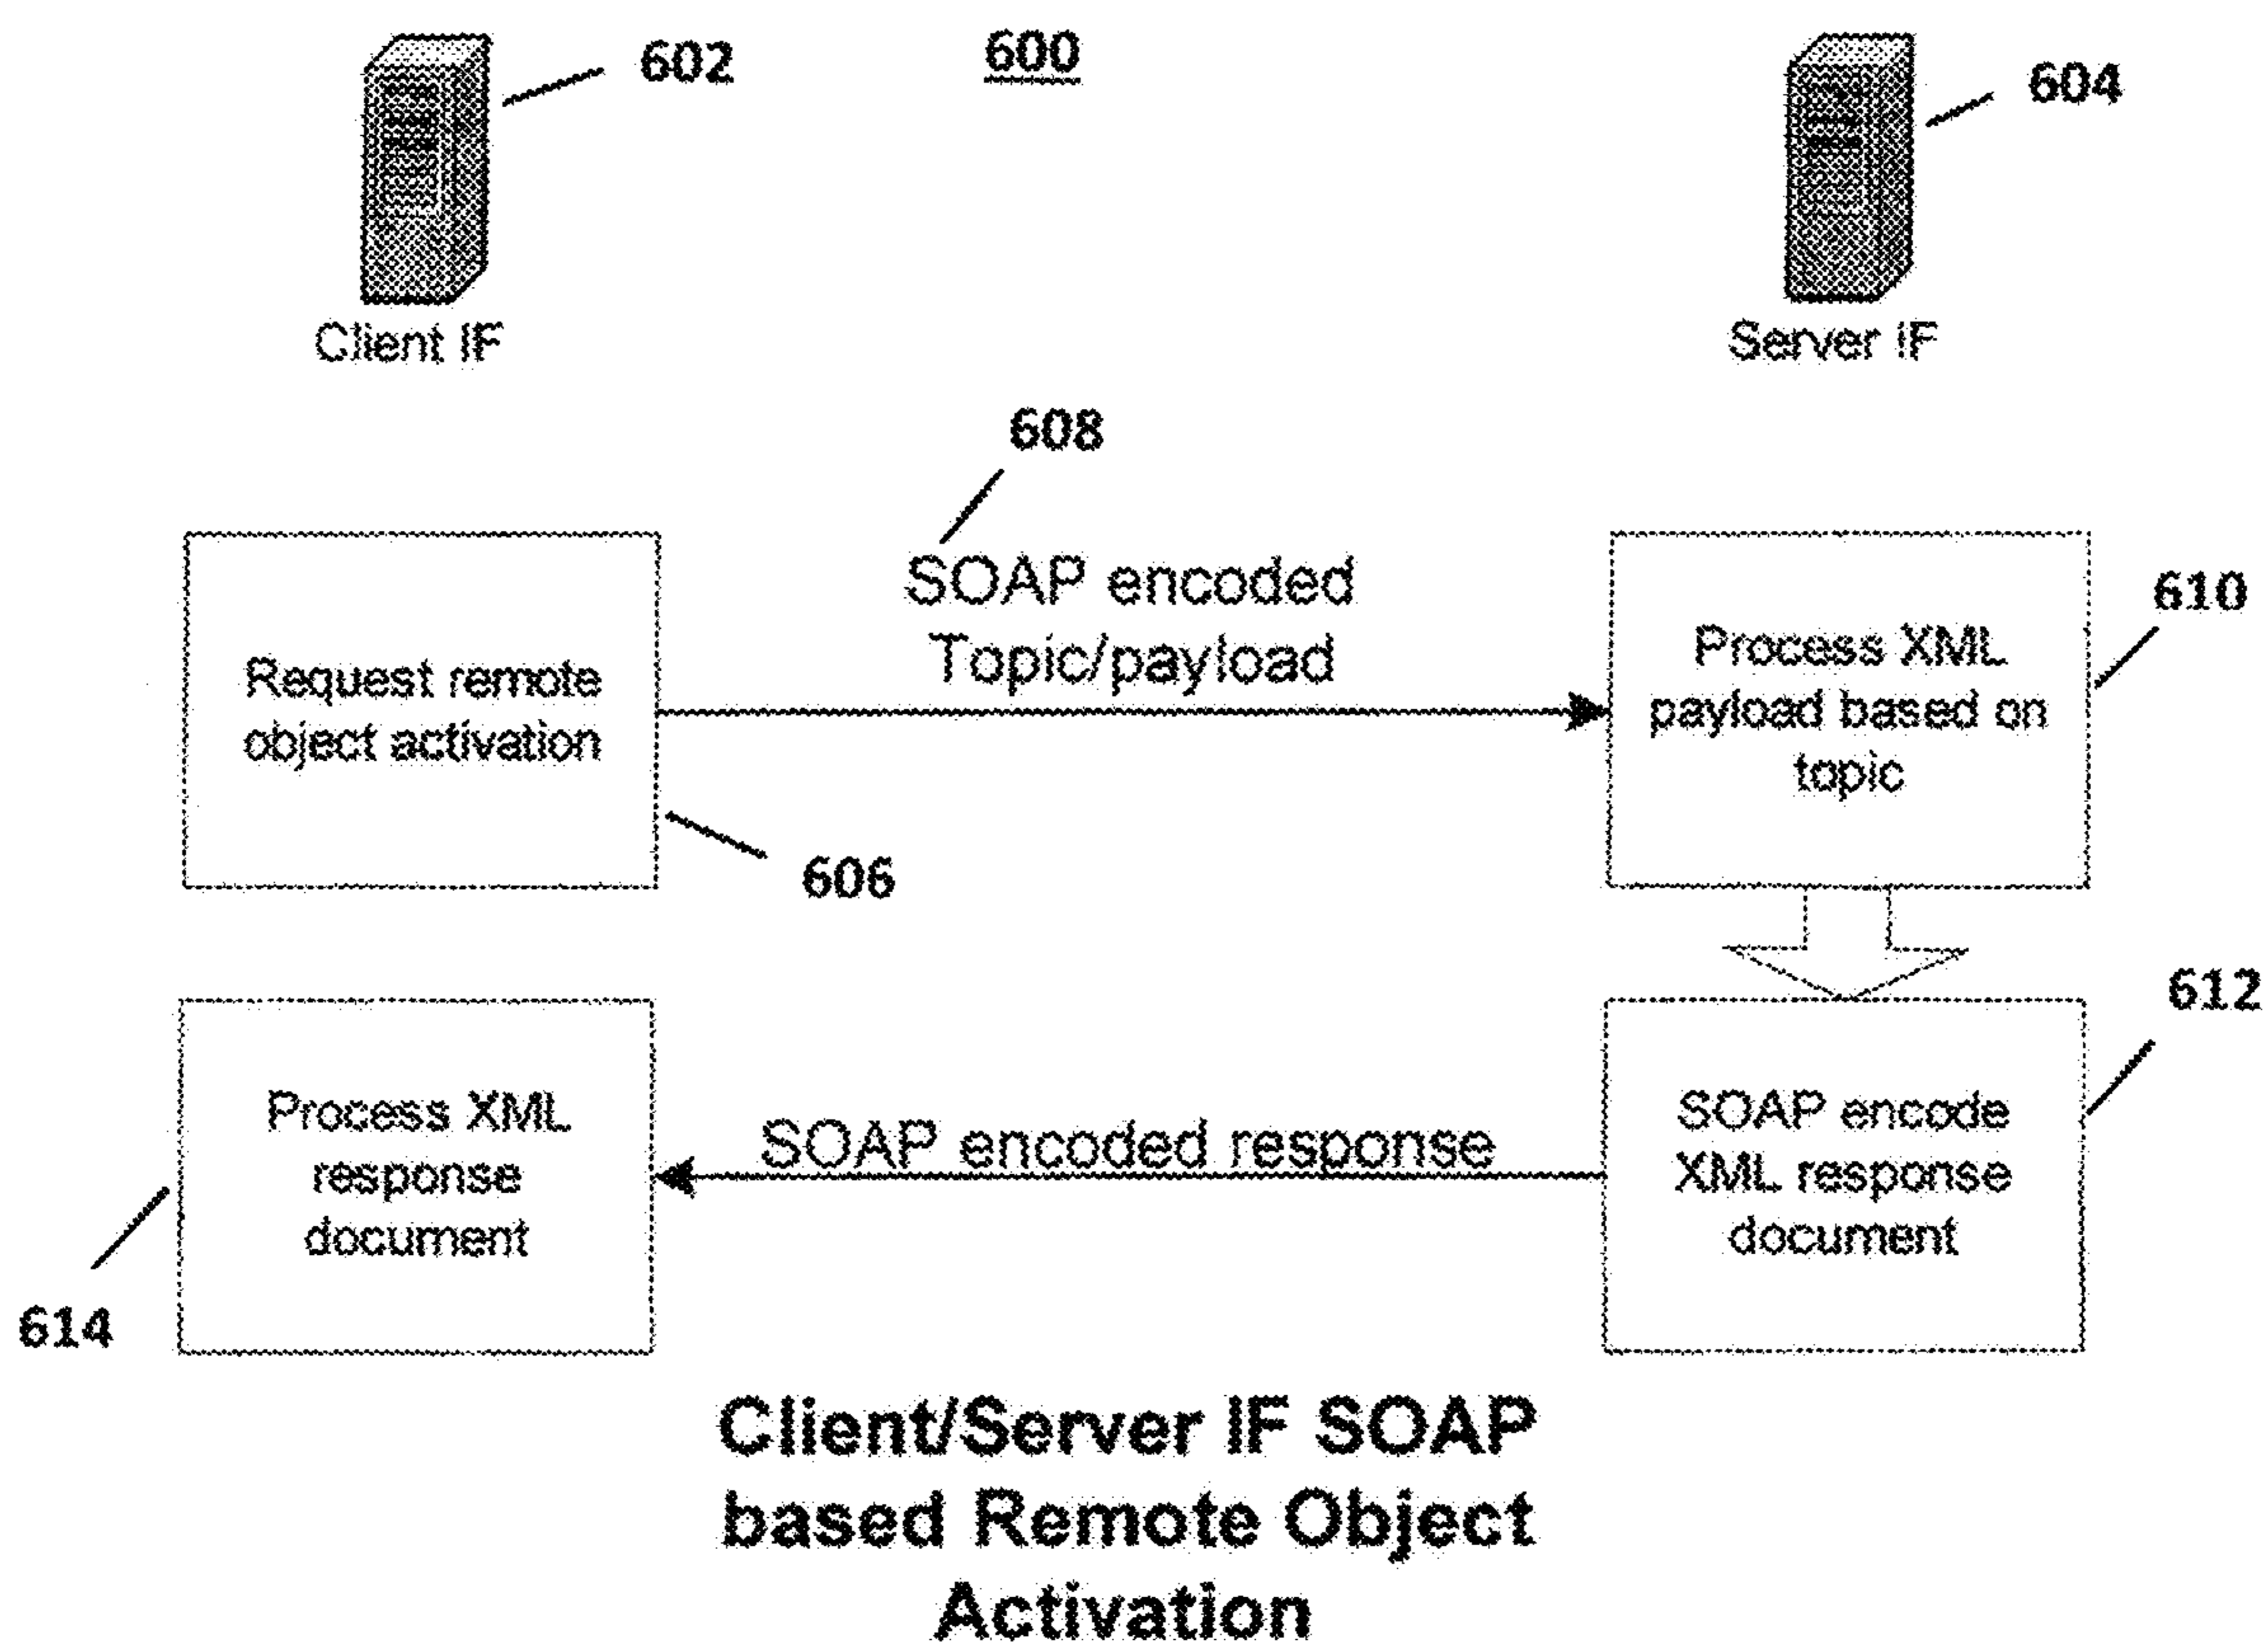 602
600
604
Client IF
Server IF
608
SOAP encoded
Topic/payload
610
Request remote
object activation
Process XML
payload based on
topic
606
612
Process XML
response
document
SOAP encoded response
SOAP encode
XML response
document
614
Client/Server IF SOAP
based Remote Object
Activation